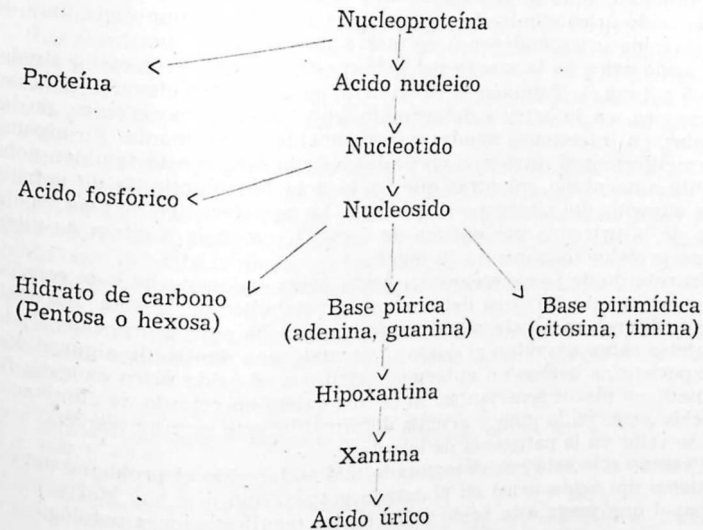 Nucleoproteína
Proteína
Acido nucleico
Nucleotido
Acido fosfórico
Nucleosido
Hidrato de carbono
(Pentosa o hexosa)
Base púrica
(adenina, guanina)
Base pirimídica
(citosina, timina)
Hipoxantina
Xantina
Acido úrico